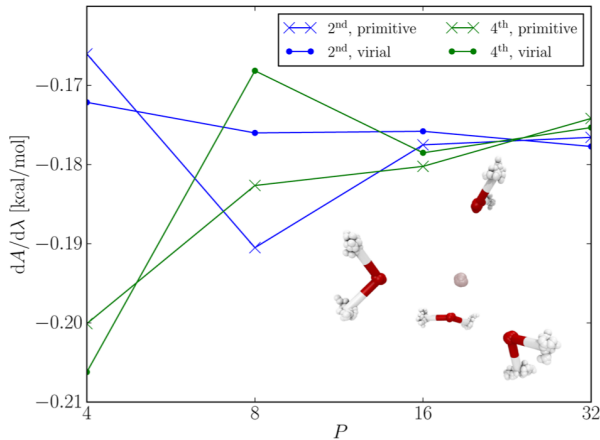 2nd, primitive
2nd, virial
4th, primitive
4th, virial
dA/dλ [kcal/mol]
−0.17
−0.18
−0.19
−0.20
−0.21
4 8 16 32
P